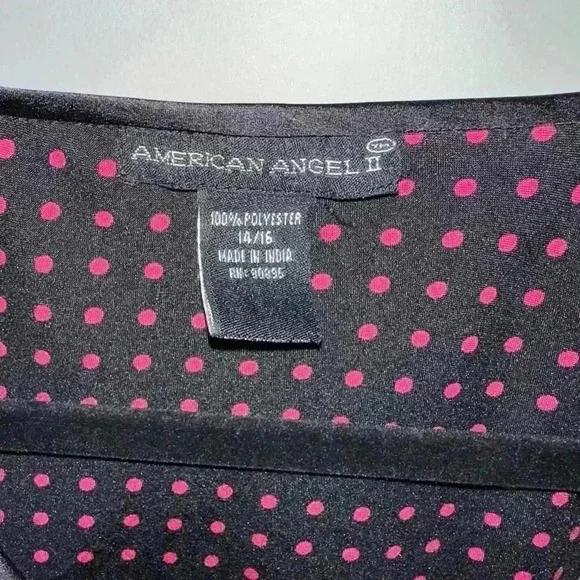 AMERICAN ANGEL II
100% POLYESTER
14/16
MADE IN INDIA
RN: 90895